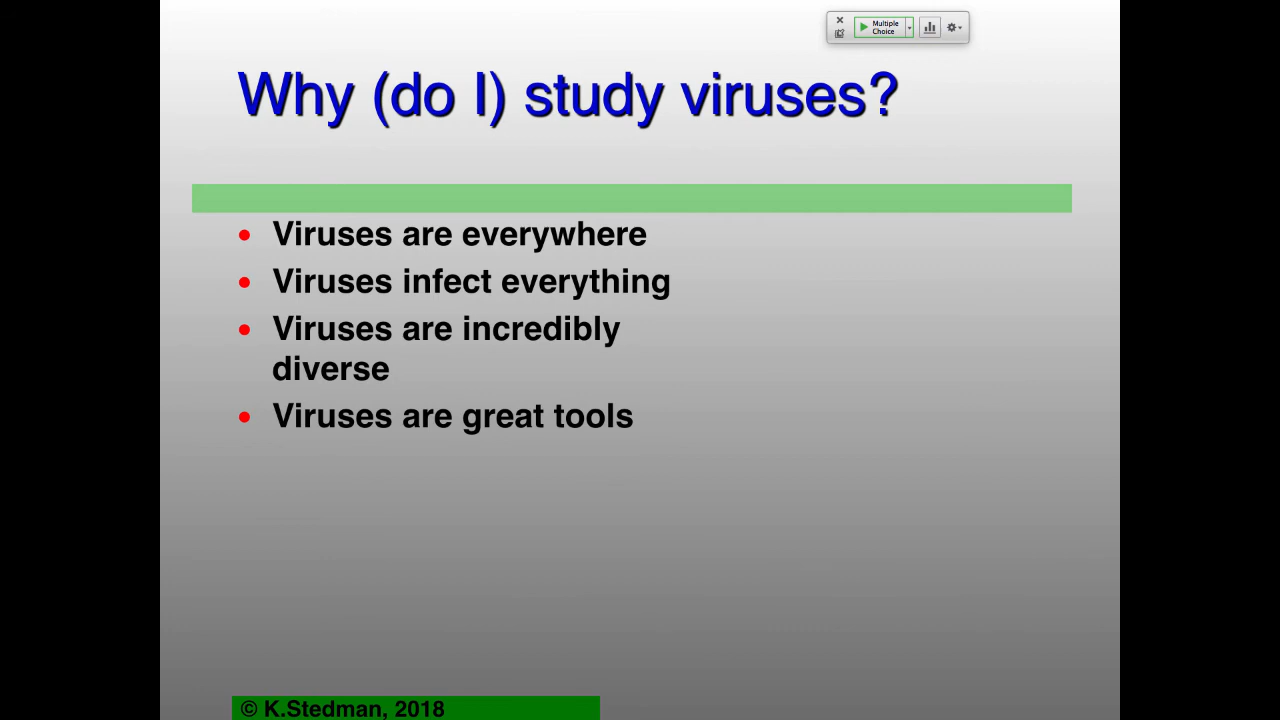 Multiple
Choice
Why (do I) study viruses?
• Viruses are everywhere
• Viruses infect everything
• Viruses are incredibly
diverse
• Viruses are great tools
© K.Stedman, 2018